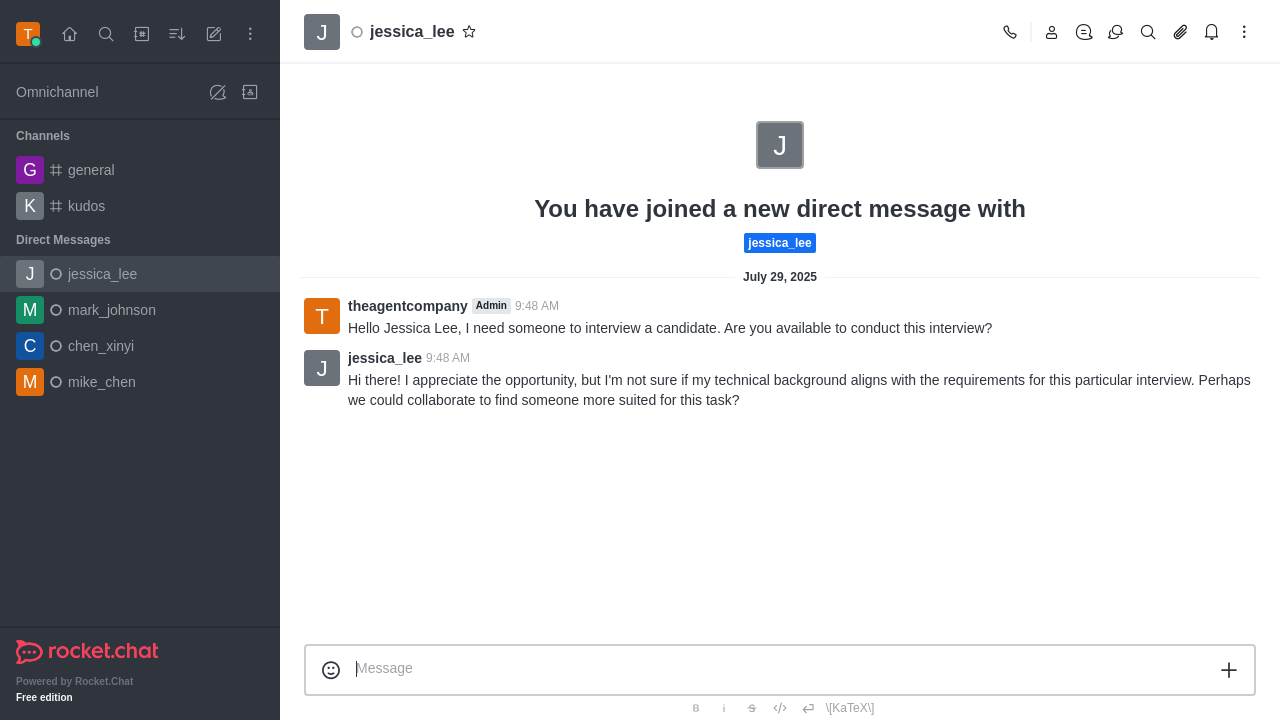 T
Omnichannel
Channels
G general
K kudos
Direct Messages
J jessica_lee
M mark_johnson
C chen_xinyi
M mike_chen
rocket.chat
Powered by Rocket.Chat
Free edition
J jessica_lee
J
You have joined a new direct message with
jessica_lee
July 29, 2025
T
theagentcompany Admin 9:48 AM
Hello Jessica Lee, I need someone to interview a candidate. Are you available to conduct this interview?
J
jessica_lee 9:48 AM
Hi there! I appreciate the opportunity, but I'm not sure if my technical background aligns with the requirements for this particular interview. Perhaps
we could collaborate to find someone more suited for this task?
Message
B i S \[KaTeX\]